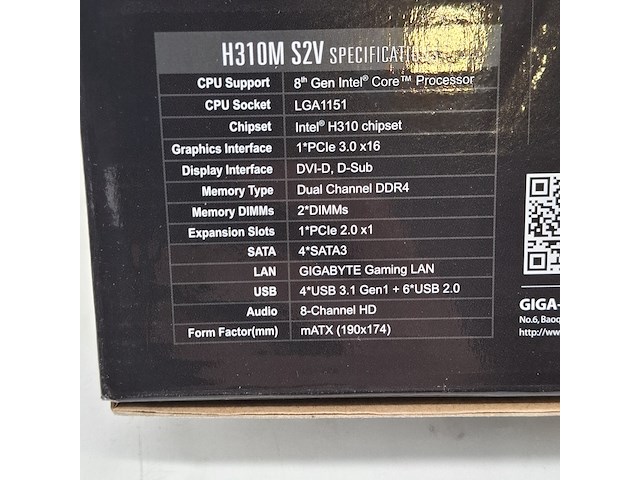 H310M S2V SPECIFICATIONS
CPU Support 8th Gen Intel® Core™ Processor
CPU Socket LGA1151
Chipset Intel® H310 chipset
Graphics Interface 1*PCIe 3.0 x16
Display Interface DVI-D, D-Sub
Memory Type Dual Channel DDR4
Memory DIMMs 2*DIMMs
Expansion Slots 1*PCIe 2.0 x1
SATA 4*SATA3
LAN GIGABYTE Gaming LAN
USB 4*USB 3.1 Gen1 + 6*USB 2.0
Audio 8-Channel HD
Form Factor(mm) mATX (190x174)
GIGA-
No.6, Baoq
http://ww